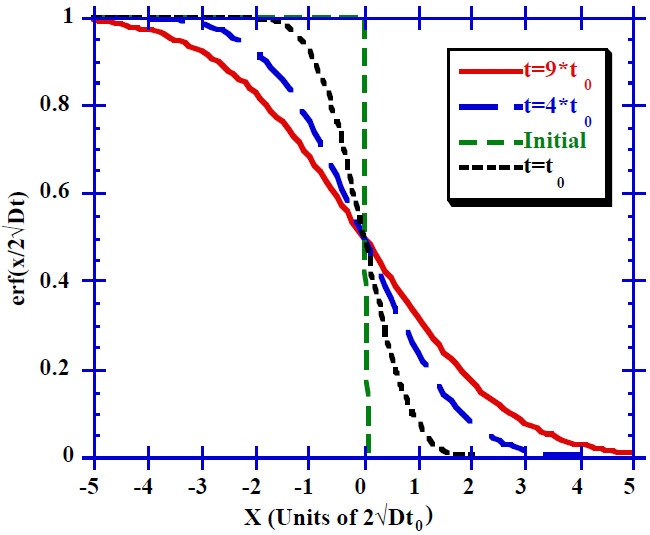 1
0.8
0.6
0.4
0.2
0
erf(x/2√Dt)
t=9*t₀
t=4*t₀
Initial
t=t₀
-5 -4 -3 -2 -1 0 1 2 3 4 5
X (Units of 2√Dt₀)